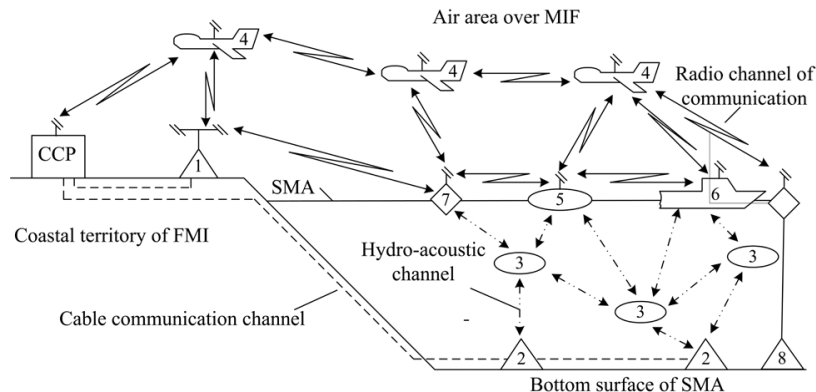 Air area over MIF
4
4
4
Radio channel of
communication
CCP
1
SMA
7
5
6
Coastal territory of FMI
Hydro-acoustic
channel
3
3
3
Cable communication channel
2
2
8
Bottom surface of SMA